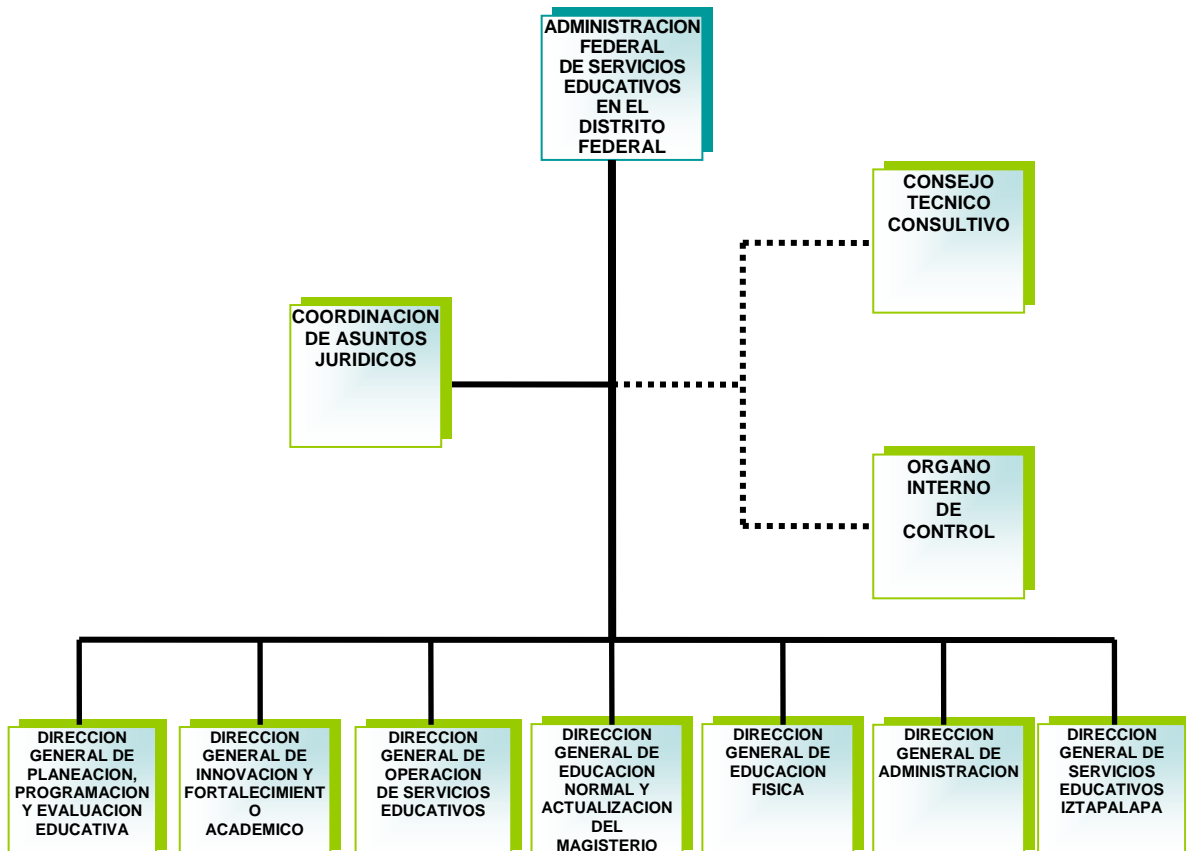 ADMINISTRACION
FEDERAL
DE SERVICIOS
EDUCATIVOS
EN EL
DISTRITO
FEDERAL
CONSEJO
TECNICO
CONSULTIVO
COORDINACION
DE ASUNTOS
JURIDICOS
ORGANO
INTERNO
DE
CONTROL
DIRECCION
GENERAL DE
PLANEACION,
PROGRAMACION
Y EVALUACION
EDUCATIVA
DIRECCION
GENERAL DE
INNOVACION Y
FORTALECIMIENT
O
ACADEMICO
DIRECCION
GENERAL DE
OPERACION
DE SERVICIOS
EDUCATIVOS
DIRECCION
GENERAL DE
EDUCACION
NORMAL Y
ACTUALIZACION
DEL
MAGISTERIO
DIRECCION
GENERAL DE
EDUCACION
FISICA
DIRECCION
GENERAL DE
ADMINISTRACION
DIRECCION
GENERAL DE
SERVICIOS
EDUCATIVOS
IZTAPALAPA